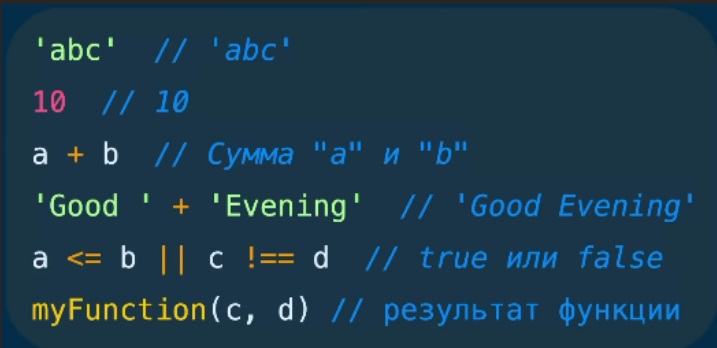 'abc'  // 'abc'
10  // 10
a + b  // Сумма "a" и "b"
'Good ' + 'Evening'  // 'Good Evening'
a <= b || c !== d  // true или false
myFunction(c, d) // результат функции